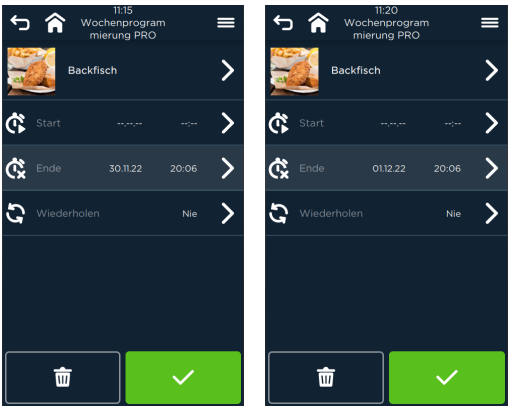 11:15
Wochenprogram
mierung PRO
Backfisch
Start --.--.-- --:--
Ende 30.11.22 20:06
Wiederholen Nie
11:20
Wochenprogram
mierung PRO
Backfisch
Start --.--.-- --:--
Ende 01.12.22 20:06
Wiederholen Nie